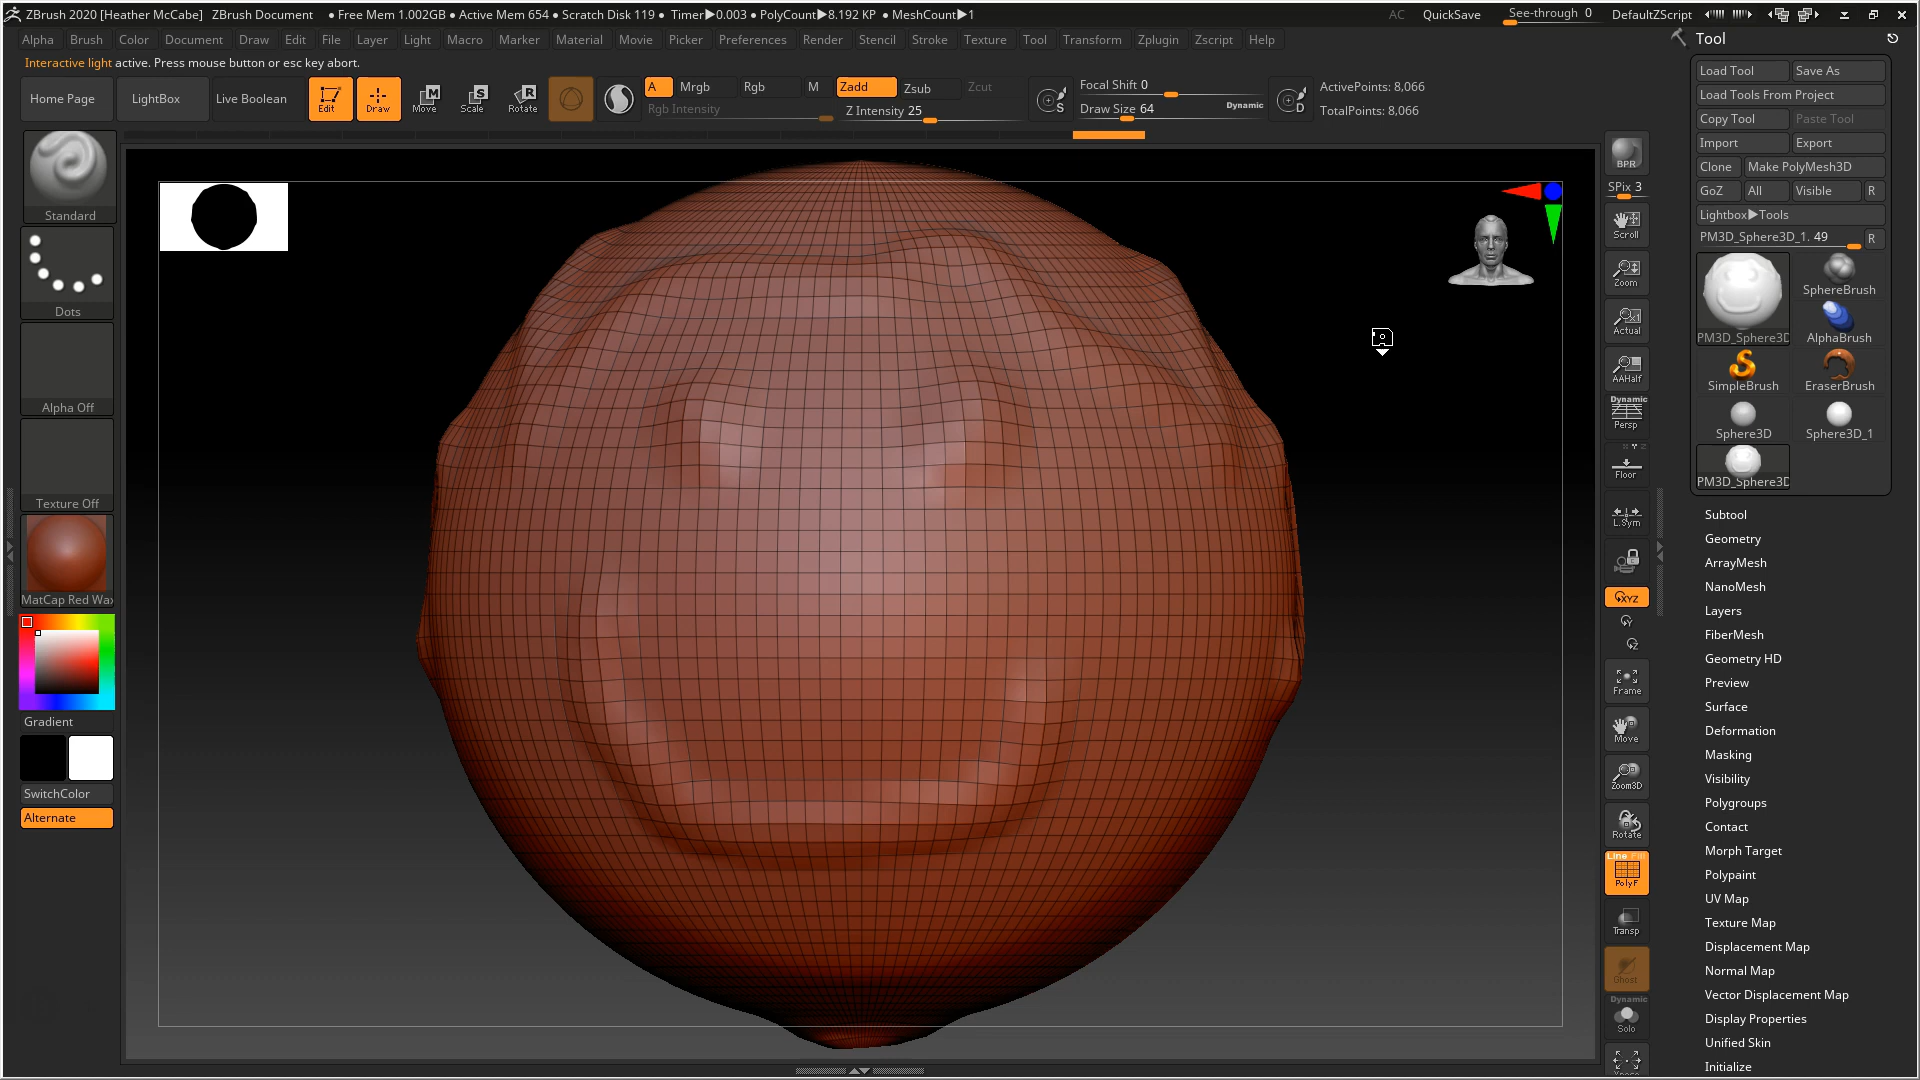 ZBrush 2020 [Heather McCabe] ZBrush Document • Free Mem 1.002GB • Active Mem 654 • Scratch Disk 119 • Timer▶0.003 • PolyCount▶8.192 KP • MeshCount▶1 AC QuickSave See-through 0 DefaultZScript
Alpha Brush Color Document Draw Edit File Layer Light Macro Marker Material Movie Picker Preferences Render Stencil Stroke Texture Tool Transform Zplugin Zscript Help
Interactive light active. Press mouse button or esc key abort.
Home Page LightBox Live Boolean Edit Draw Move Scale Rotate
M S R
A Mrgb Rgb M Zadd Zsub Zcut
Rgb Intensity Z Intensity 25
S Focal Shift 0
Draw Size 64 Dynamic D
ActivePoints: 8,066
TotalPoints: 8,066
Standard
Dots
Alpha Off
Texture Off
MatCap Red Wax
Gradient
SwitchColor
Alternate
BPR
SPix 3
Scroll
Zoom
Actual
AAHalf
Dynamic
Persp
Floor
L.Sym
XYZ
Y
Z
Frame
Move
Zoom3D
Rotate
Line Fill
PolyF
Transp
Ghost
Dynamic
Solo
Xpose
Tool
Load Tool Save As
Load Tools From Project
Copy Tool Paste Tool
Import Export
Clone Make PolyMesh3D
GoZ All Visible R
Lightbox▶Tools
PM3D_Sphere3D_1. 49 R
PM3D_Sphere3D SphereBrush
AlphaBrush
SimpleBrush EraserBrush
Sphere3D Sphere3D_1
PM3D_Sphere3D
Subtool
Geometry
ArrayMesh
NanoMesh
Layers
FiberMesh
Geometry HD
Preview
Surface
Deformation
Masking
Visibility
Polygroups
Contact
Morph Target
Polypaint
UV Map
Texture Map
Displacement Map
Normal Map
Vector Displacement Map
Display Properties
Unified Skin
Initialize